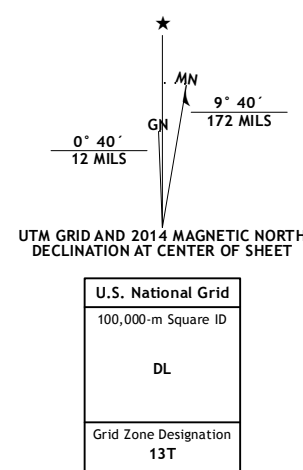 ★
MN
GN
9° 40´
172 MILS
0° 40´
12 MILS
UTM GRID AND 2014 MAGNETIC NORTH
DECLINATION AT CENTER OF SHEET
U.S. National Grid
100,000-m Square ID
DL
Grid Zone Designation
13T